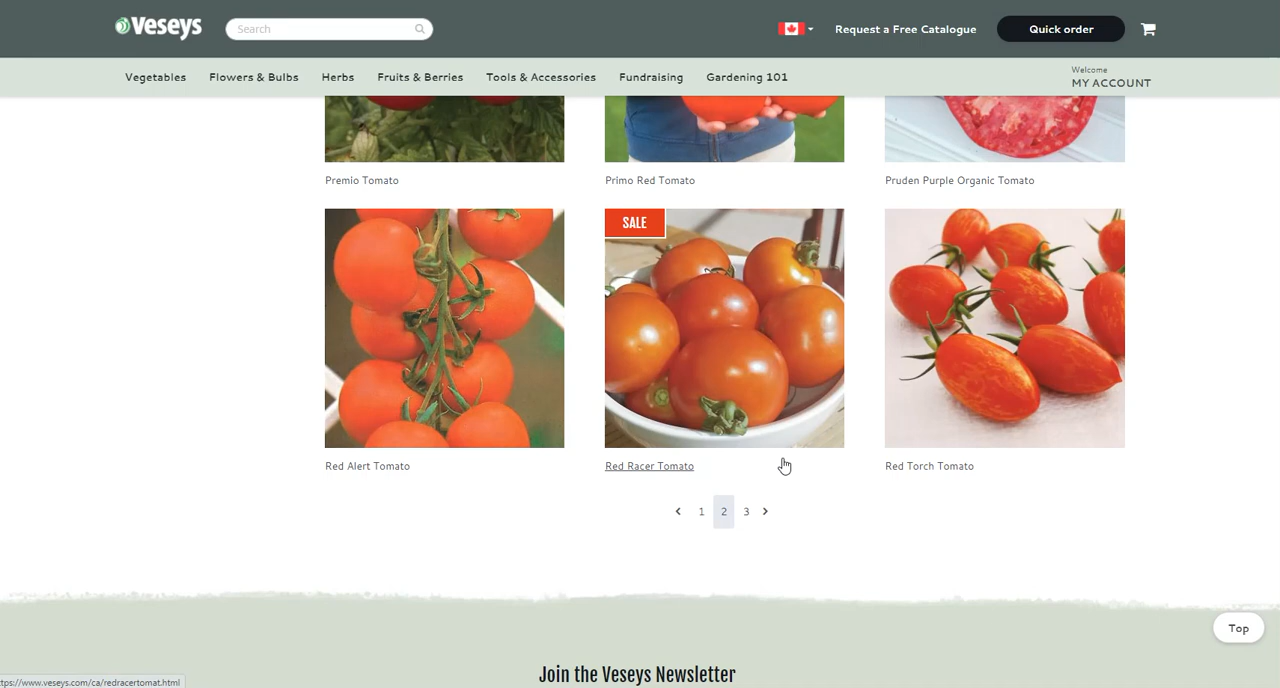 Veseys
Search
Request a Free Catalogue
Quick order
Vegetables
Flowers & Bulbs
Herbs
Fruits & Berries
Tools & Accessories
Fundraising
Gardening 101
Welcome
MY ACCOUNT
Premio Tomato
Primo Red Tomato
Pruden Purple Organic Tomato
SALE
Red Alert Tomato
Red Racer Tomato
Red Torch Tomato
1
2
3
Top
Join the Veseys Newsletter
ttps://www.veseys.com/ca/redracertomat.html